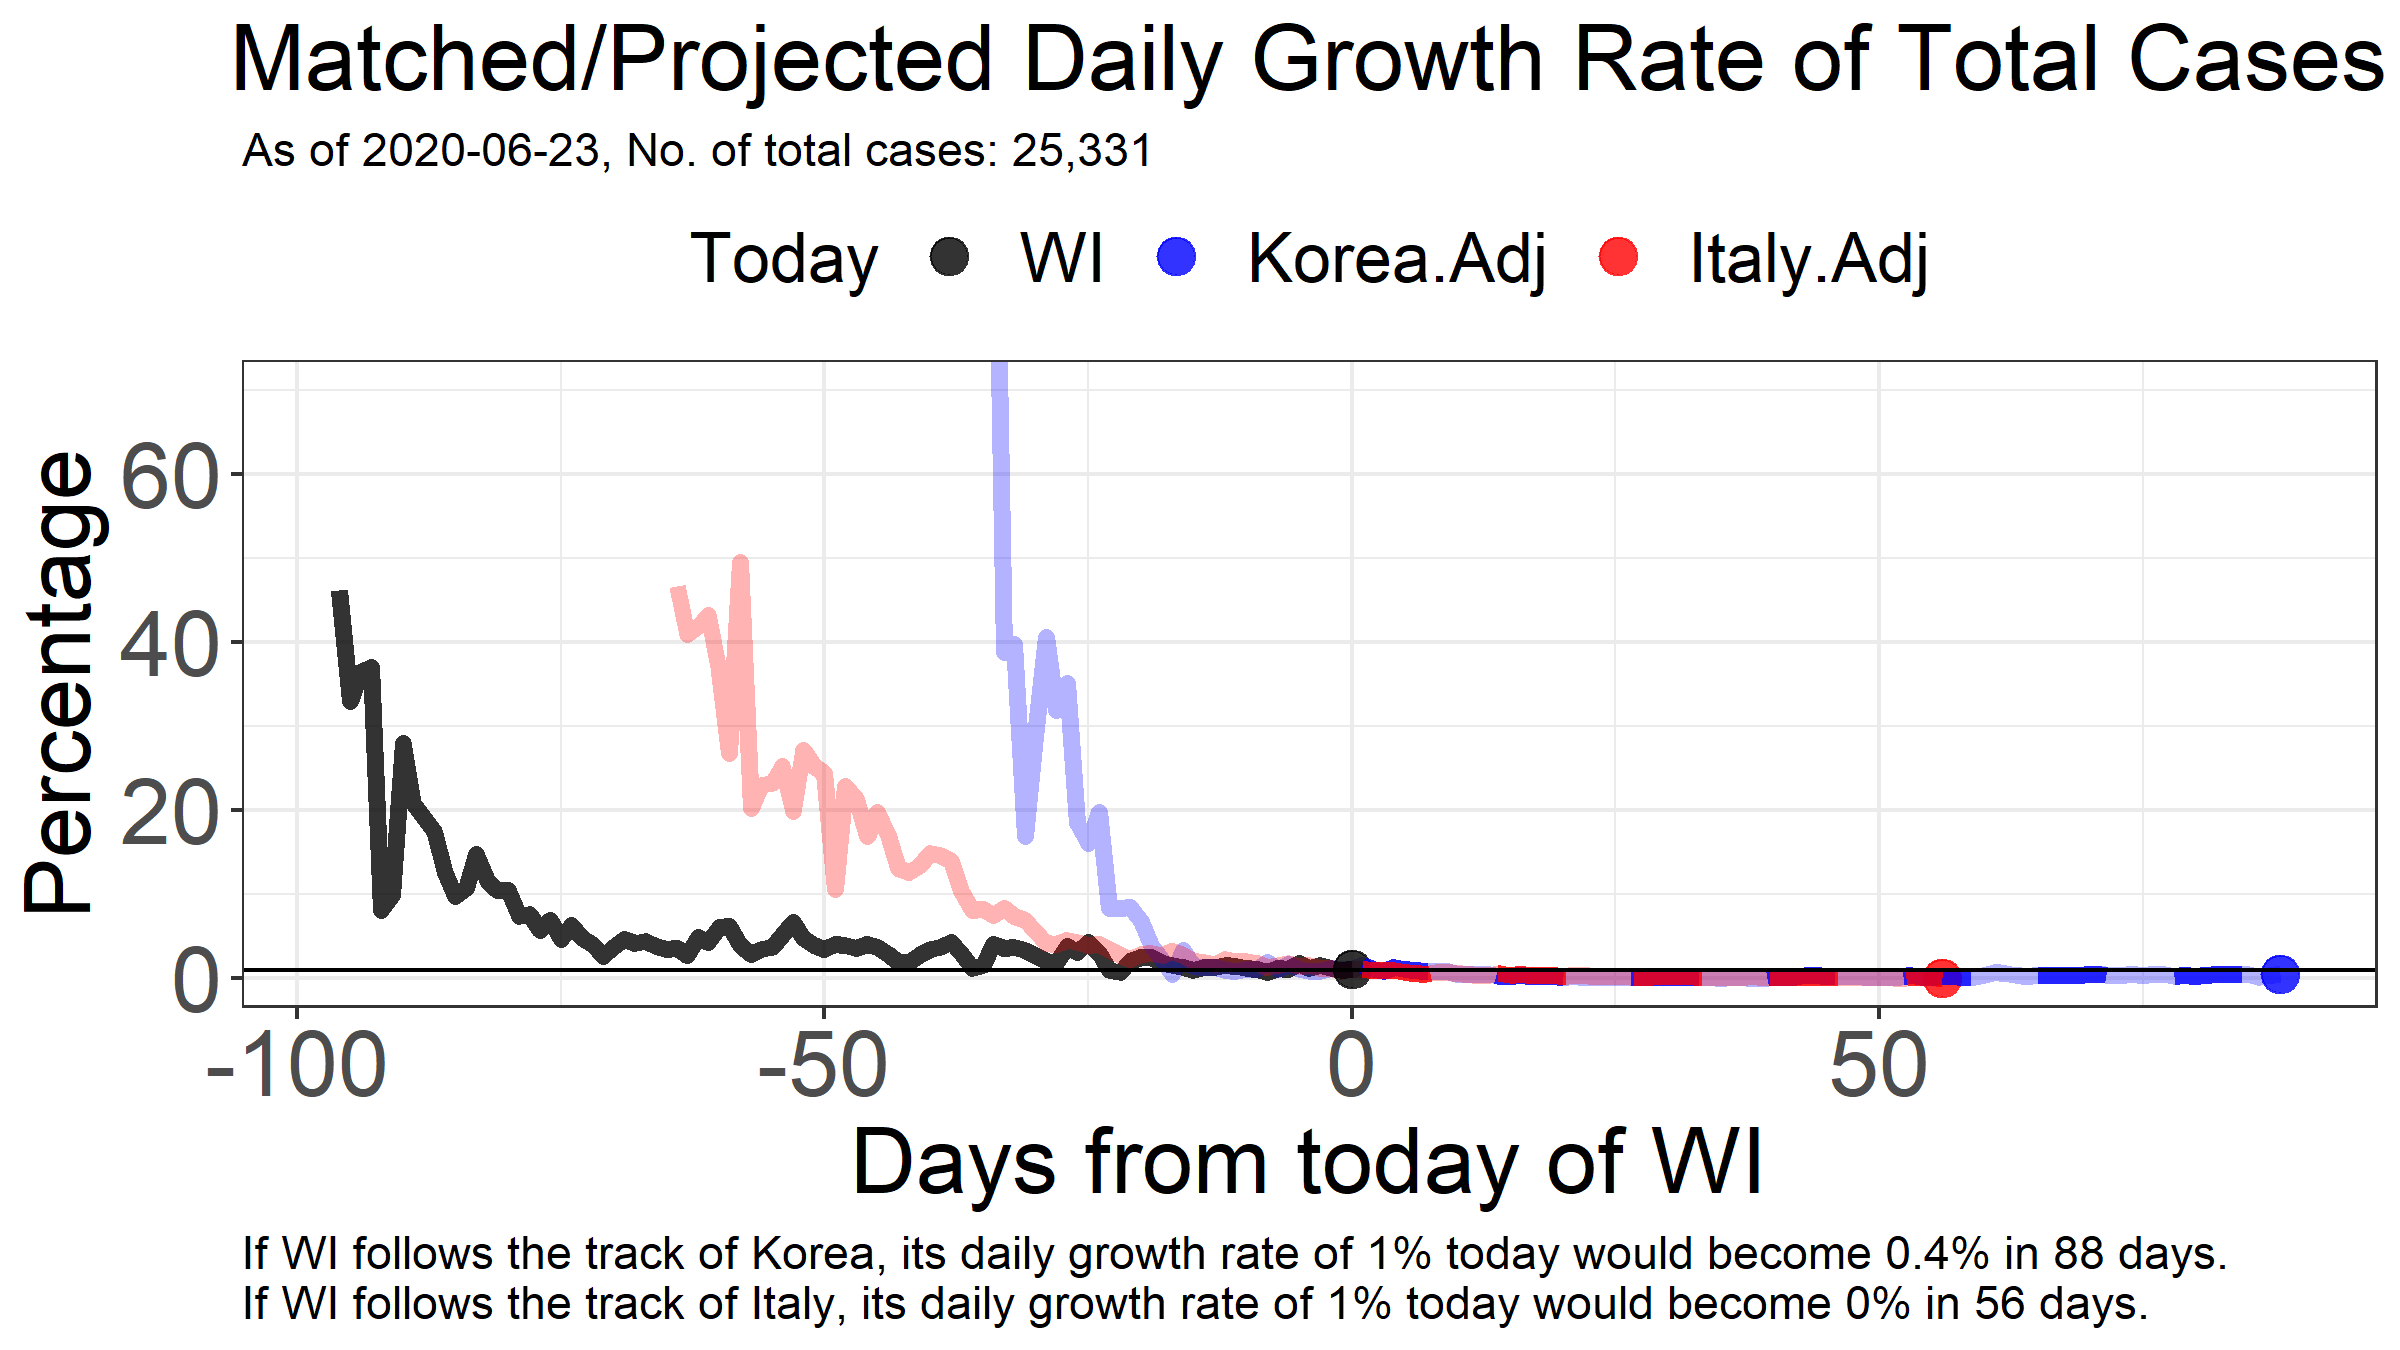 Matched/Projected Daily Growth Rate of Total Cases
As of 2020-06-23, No. of total cases: 25,331
Today WI Korea.Adj Italy.Adj
Percentage
60
40
20
0
-100 -50 0 50
Days from today of WI
If WI follows the track of Korea, its daily growth rate of 1% today would become 0.4% in 88 days.
If WI follows the track of Italy, its daily growth rate of 1% today would become 0% in 56 days.